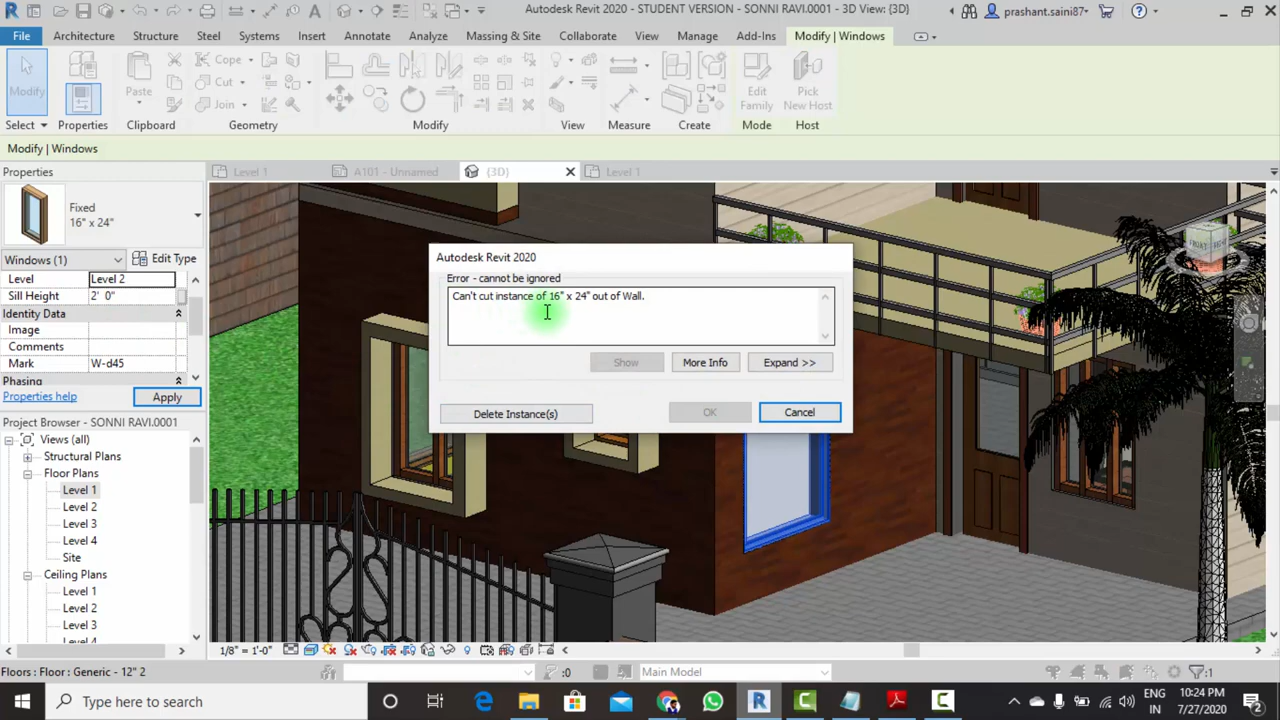 Autodesk Revit 2020 - STUDENT VERSION - SONNI RAVI.0001 - 3D View: {3D}
prashant.saini87
File Architecture Structure Steel Systems Insert Annotate Analyze Massing & Site Collaborate View Manage Add-Ins Modify | Windows
Modify
Paste
Cope
Cut
Join
Edit Family
Pick New Host
Select Properties Clipboard Geometry Modify View Measure Create Mode Host
Modify | Windows
Properties
Level 1
A101 - Unnamed
{3D}
Level 1
Fixed
16" x 24"
Windows (1)
Edit Type
Level Level 2
Sill Height 2' 0"
Identity Data
Image
Comments
Mark W-d45
Phasing
Properties help Apply
Project Browser - SONNI RAVI.0001
Views (all)
Structural Plans
Floor Plans
Level 1
Level 2
Level 3
Level 4
Site
Ceiling Plans
Level 1
Level 2
Level 3
Level 4
Autodesk Revit 2020
Error - cannot be ignored
Can't cut instance of 16" x 24" out of Wall.
Show More Info Expand >>
Delete Instance(s) OK Cancel
FRONT
1/8" = 1'-0"
Floors : Floor : Generic - 12" 2
:0
Main Model
:1
Type here to search
ENG
IN
10:24 PM
7/27/2020
2